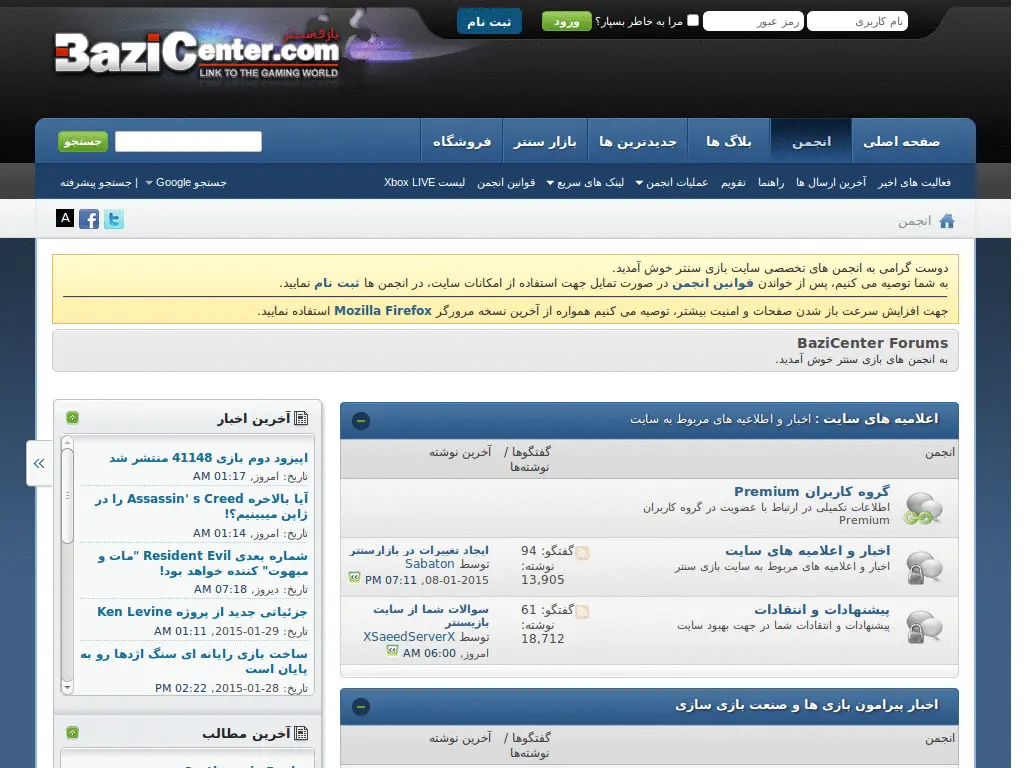 نام کاربری
رمز عبور
مرا به خاطر بسپار؟
ورود
ثبت نام
بازی‌سنتر
BaziCenter.com
LINK TO THE GAMING WORLD
صفحه اصلی
انجمن
بلاگ ها
جدیدترین ها
بازار سنتر
فروشگاه
جستجو
فعالیت های اخیر
آخرین ارسال ها
راهنما
تقویم
عملیات انجمن
لینک های سریع
قوانین انجمن
لیست Xbox LIVE
جستجو Google
| جستجو پیشرفته
انجمن
A
دوست گرامی به انجمن های تخصصی سایت بازی سنتر خوش آمدید.
به شما توصیه می کنیم، پس از خواندن قوانین انجمن در صورت تمایل جهت استفاده از امکانات سایت، در انجمن ها ثبت نام نمایید.
جهت افزایش سرعت باز شدن صفحات و امنیت بیشتر، توصیه می کنیم همواره از آخرین نسخه مرورگر Mozilla Firefox استفاده نمایید.
BaziCenter Forums
به انجمن های بازی سنتر خوش آمدید.
اعلامیه های سایت : اخبار و اطلاعیه های مربوط به سایت
انجمن
گفتگوها /
نوشته‌ها
آخرین نوشته
گروه کاربران Premium
اطلاعات تکمیلی در ارتباط با عضویت در گروه کاربران
Premium
اخبار و اعلامیه های سایت
اخبار و اعلامیه های مربوط به سایت بازی سنتر
گفتگو: 94
نوشته:
13,905
ایجاد تغییرات در بازارسنتر
توسط Sabaton
08-01-2015, 07:11 PM
پیشنهادات و انتقادات
پیشنهادات و انتقادات شما در جهت بهبود سایت
گفتگو: 61
نوشته:
18,712
سوالات شما از سایت
بازیسنتر
توسط XSaeedServerX
امروز, 06:00 AM
اخبار پیرامون بازی ها و صنعت بازی سازی
انجمن
گفتگوها /
نوشته‌ها
آخرین نوشته
آخرین اخبار
اپیزود دوم بازی 41148 منتشر شد
تاریخ: امروز, 01:17 AM
آیا بالاخره Assassin' s Creed را در
ژاپن میبینیم؟!
تاریخ: امروز, 01:14 AM
شماره بعدی Resident Evil "مات و
مبهوت" کننده خواهد بود!
تاریخ: دیروز, 07:18 AM
جزئیاتی جدید از پروژه Ken Levine
تاریخ: 29-01-2015, 01:11 AM
ساخت بازی رایانه ای سنگ اژدها رو به
پایان است
تاریخ: 28-01-2015, 02:22 PM
آخرین مطالب